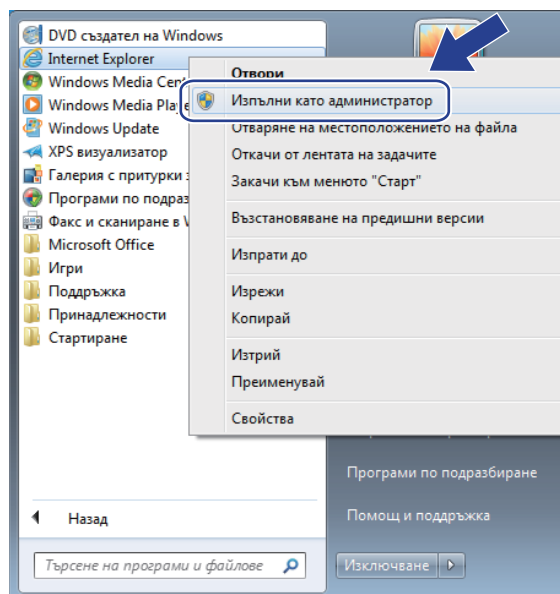 DVD създател на Windows
Internet Explorer
Windows Media Cen
Windows Media Play
Windows Update
XPS визуализатор
Галерия с притурки
Програми по подраз
Факс и сканиране в
Microsoft Office
Игри
Поддръжка
Принадлежности
Стартиране
Назад
Търсене на програми и файлове
Отвори
Изпълни като администратор
Отваряне на местоположението на файла
Откачи от лентата на задачите
Закачи към менюто "Старт"
Възстановяване на предишни версии
Изпрати до
Изрежи
Копирай
Изтрий
Преименувай
Свойства
Програми по подразбиране
Помощ и поддръжка
Изключване